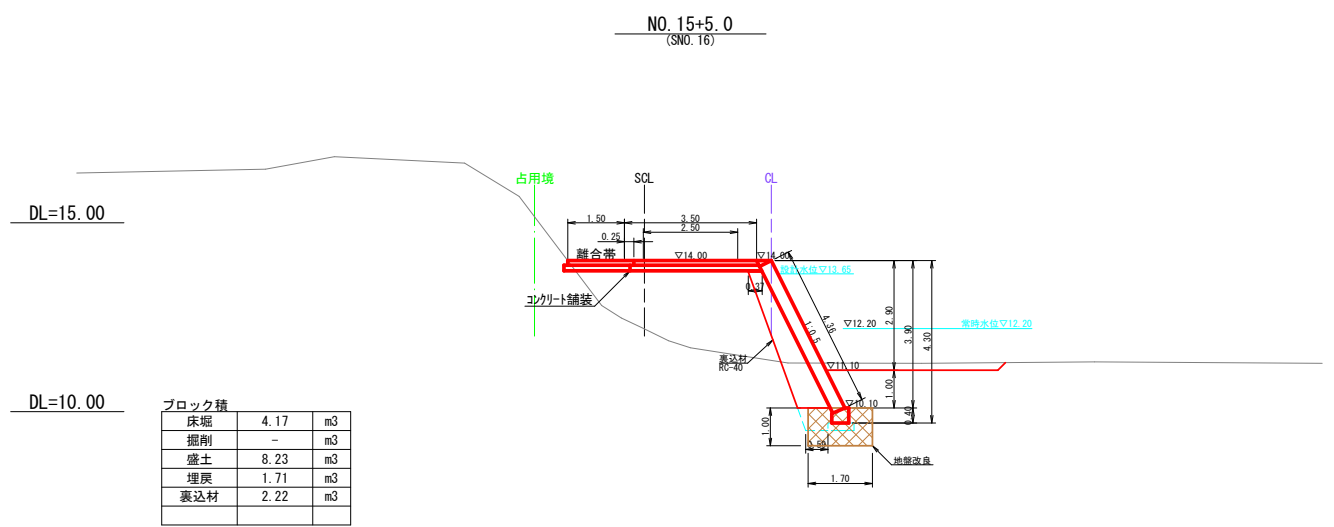 NO.15+5.0
(SNO.16)
占用境
SCL
CL
DL=15.00
1.50
3.50
2.50
0.25
離合帯
▽14.00
▽14.00
設計水位▽13.65
0.37
コンクリート舗装
4.36
1:0.5
▽12.20
常時水位▽12.20
2.90
3.90
4.30
裏込材
RC-40
▽11.10
1.00
DL=10.00
▽10.10
0.40
1.00
地盤改良
1.70
ブロック積
床堀 4.17 m3
掘削 - m3
盛土 8.23 m3
埋戻 1.71 m3
裏込材 2.22 m3